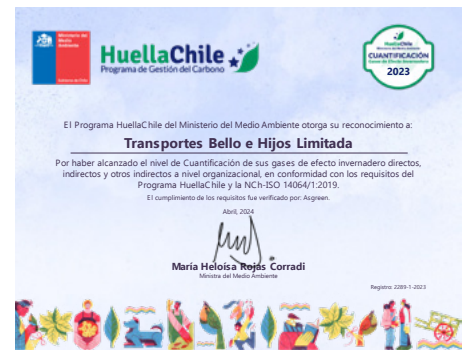 Ministerio del
Medio
Ambiente
Gobierno de Chile
HuellaChile
Programa de Gestión del Carbono
HuellaChile
CUANTIFICACIÓN
Gases de Efecto Invernadero
2023
El Programa HuellaChile del Ministerio del Medio Ambiente otorga su reconocimiento a:
Transportes Bello e Hijos Limitada
Por haber alcanzado el nivel de Cuantificación de sus gases de efecto invernadero directos,
indirectos y otros indirectos a nivel organizacional, en conformidad con los requisitos del
Programa HuellaChile y la NCh-ISO 14064/1:2019.
El cumplimiento de los requisitos fue verificado por: Asgreen.
Abril, 2024
María Heloísa Rojas Corradi
Ministra del Medio Ambiente
Registro: 2289-1-2023